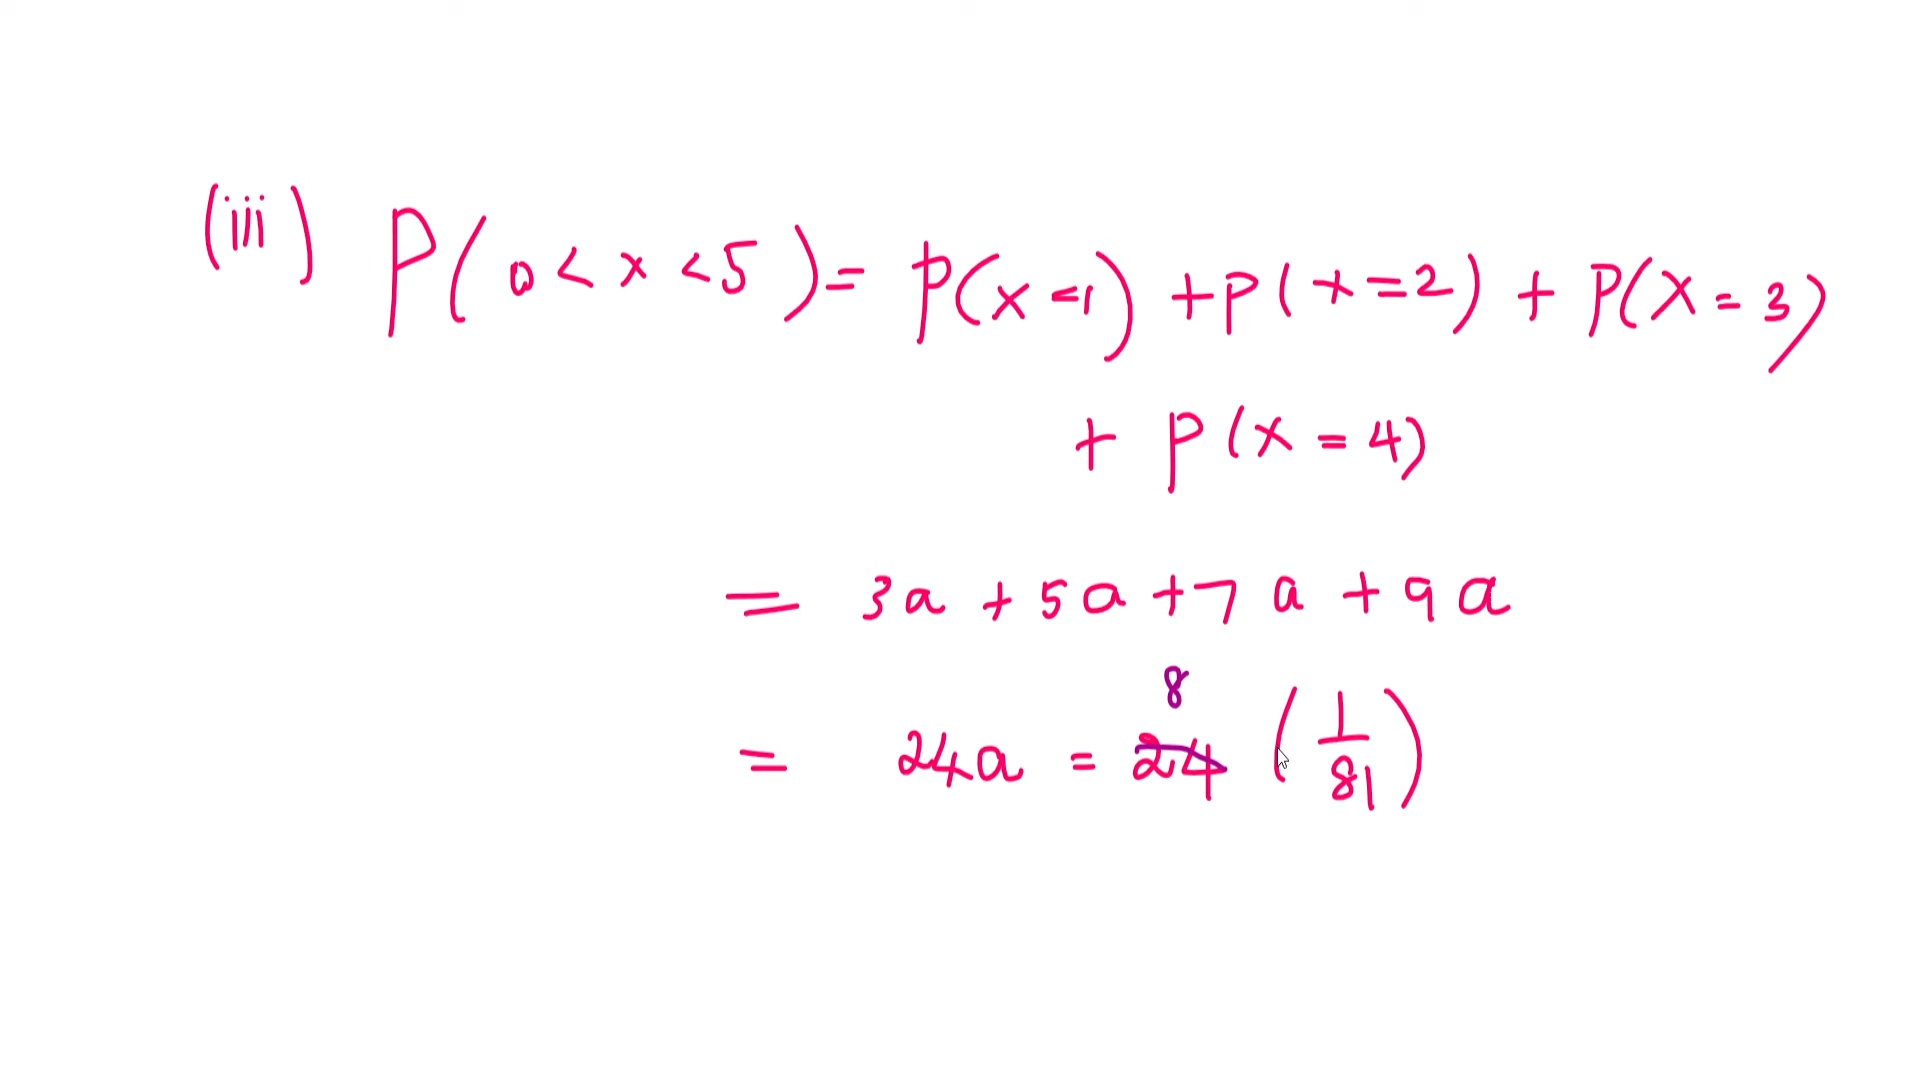 (iii) P(0<x<5)= P(x=1) +P(x=2) + P(X=3)
+ P(X=4)
= 3a + 5a + 7a + 9a
8
= 24a = 24 (1/81)